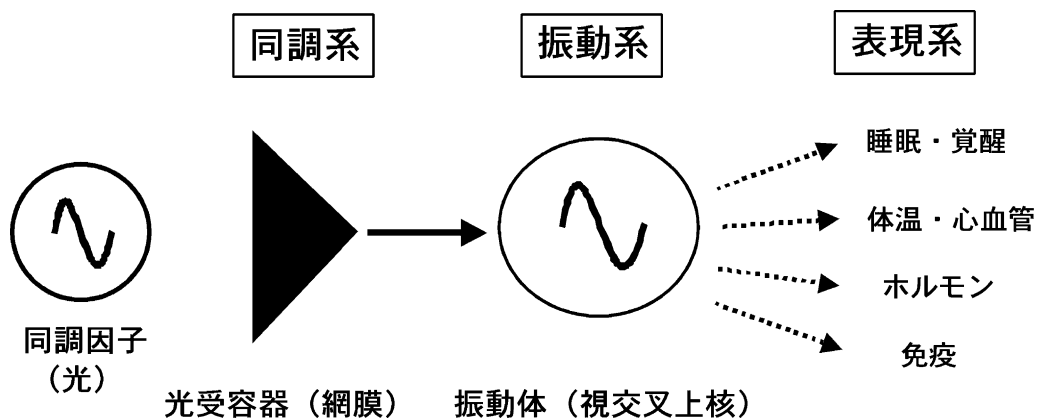 同調系
振動系
表現系
睡眠・覚醒
体温・心血管
ホルモン
免疫
同調因子
(光)
光受容器(網膜)
振動体(視交叉上核)